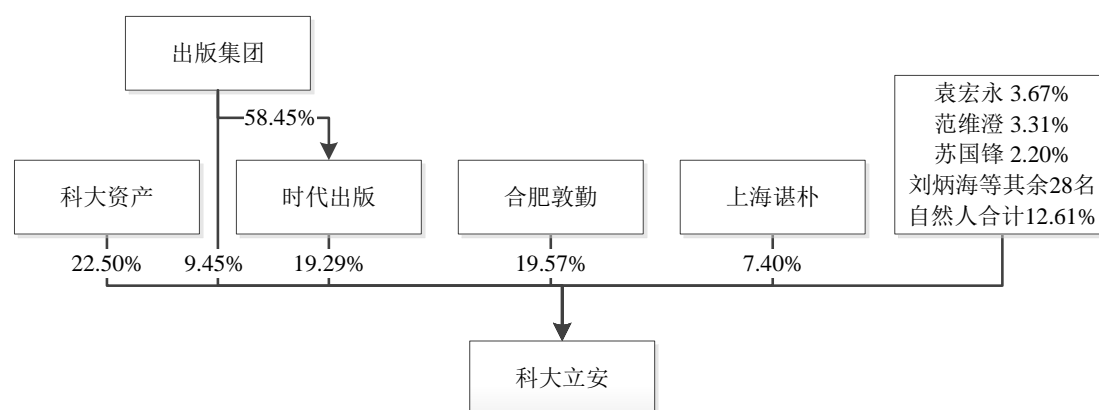 出版集团
58.45%
袁宏永 3.67%
范维澄 3.31%
苏国锋 2.20%
刘炳海等其余28名
自然人合计12.61%
科大资产
时代出版
合肥敦勤
上海谌朴
22.50%
9.45%
19.29%
19.57%
7.40%
科大立安